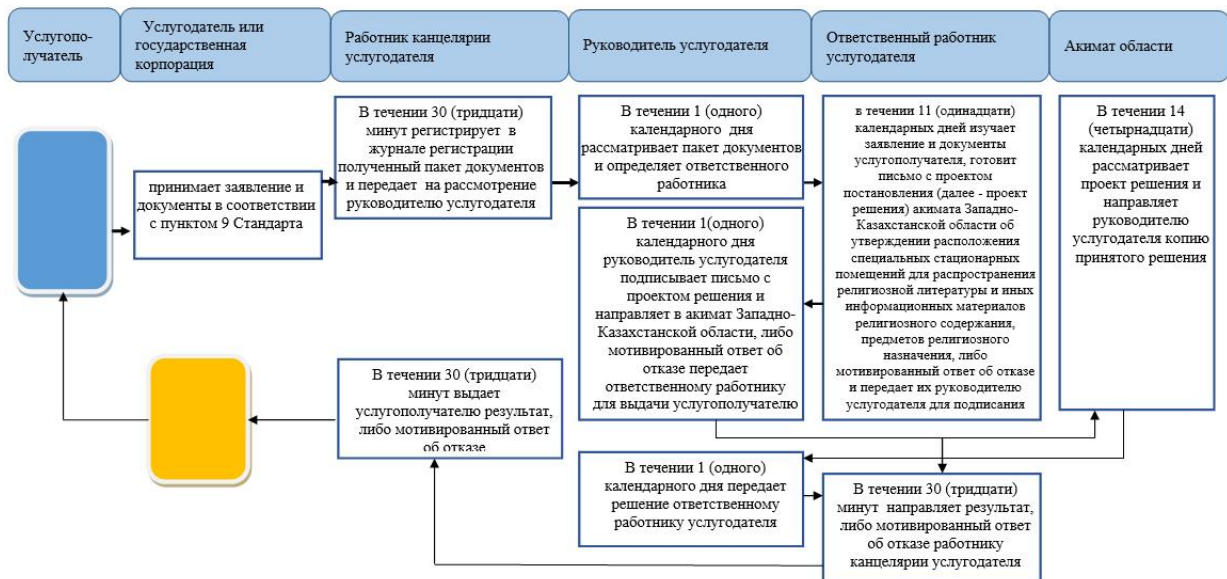 Услугопо-
лучатель
Услугодатель или
государственная
корпорация
Работник канцелярии
услугодателя
Руководитель услугодателя
Ответственный работник
услугодателя
Акимат области
принимает заявление и
документы в соответствии
с пунктом 9 Стандарта
В течении 30 (тридцати)
минут регистрирует в
журнале регистрации
полученный пакет документов
и передает на рассмотрение
руководителю услугодателя
В течении 1 (одного)
календарного дня
рассматривает пакет документов
и определяет ответственного
работника
в течении 11 (одинадцати)
календарных дней изучает
заявление и документы
услугополучателя, готовит
письмо с проектом
постановления (далее - проект
решения) акимата Западно-
Казахстанской области об
утверждении расположения
специальных стационарных
помещений для распространения
религиозной литературы и иных
информационных материалов
религиозного содержания,
предметов религиозного
назначения, либо
мотивированный ответ об отказе
и передает их руководителю
услугодателя для подписания
В течении 14
(четырнадцати)
календарных дней
рассматривает
проект решения и
направляет
руководителю
услугодателя копию
принятого решения
В течении 1(одного)
календарного дня
руководитель услугодателя
подписывает письмо с
проектом решения и
направляет в акимат Западно-
Казахстанской области, либо
мотивированный ответ об
отказе передает
ответственному работнику
для выдачи услугополучателю
В течении 30 (тридцати)
минут выдает
услугополучателю результат,
либо мотивированный ответ
об отказе
В течении 1 (одного)
календарного дня передает
решение ответственному
работнику услугодателя
В течении 30 (тридцати)
минут направляет результат,
либо мотивированный ответ
об отказе работнику
канцелярии услугодателя